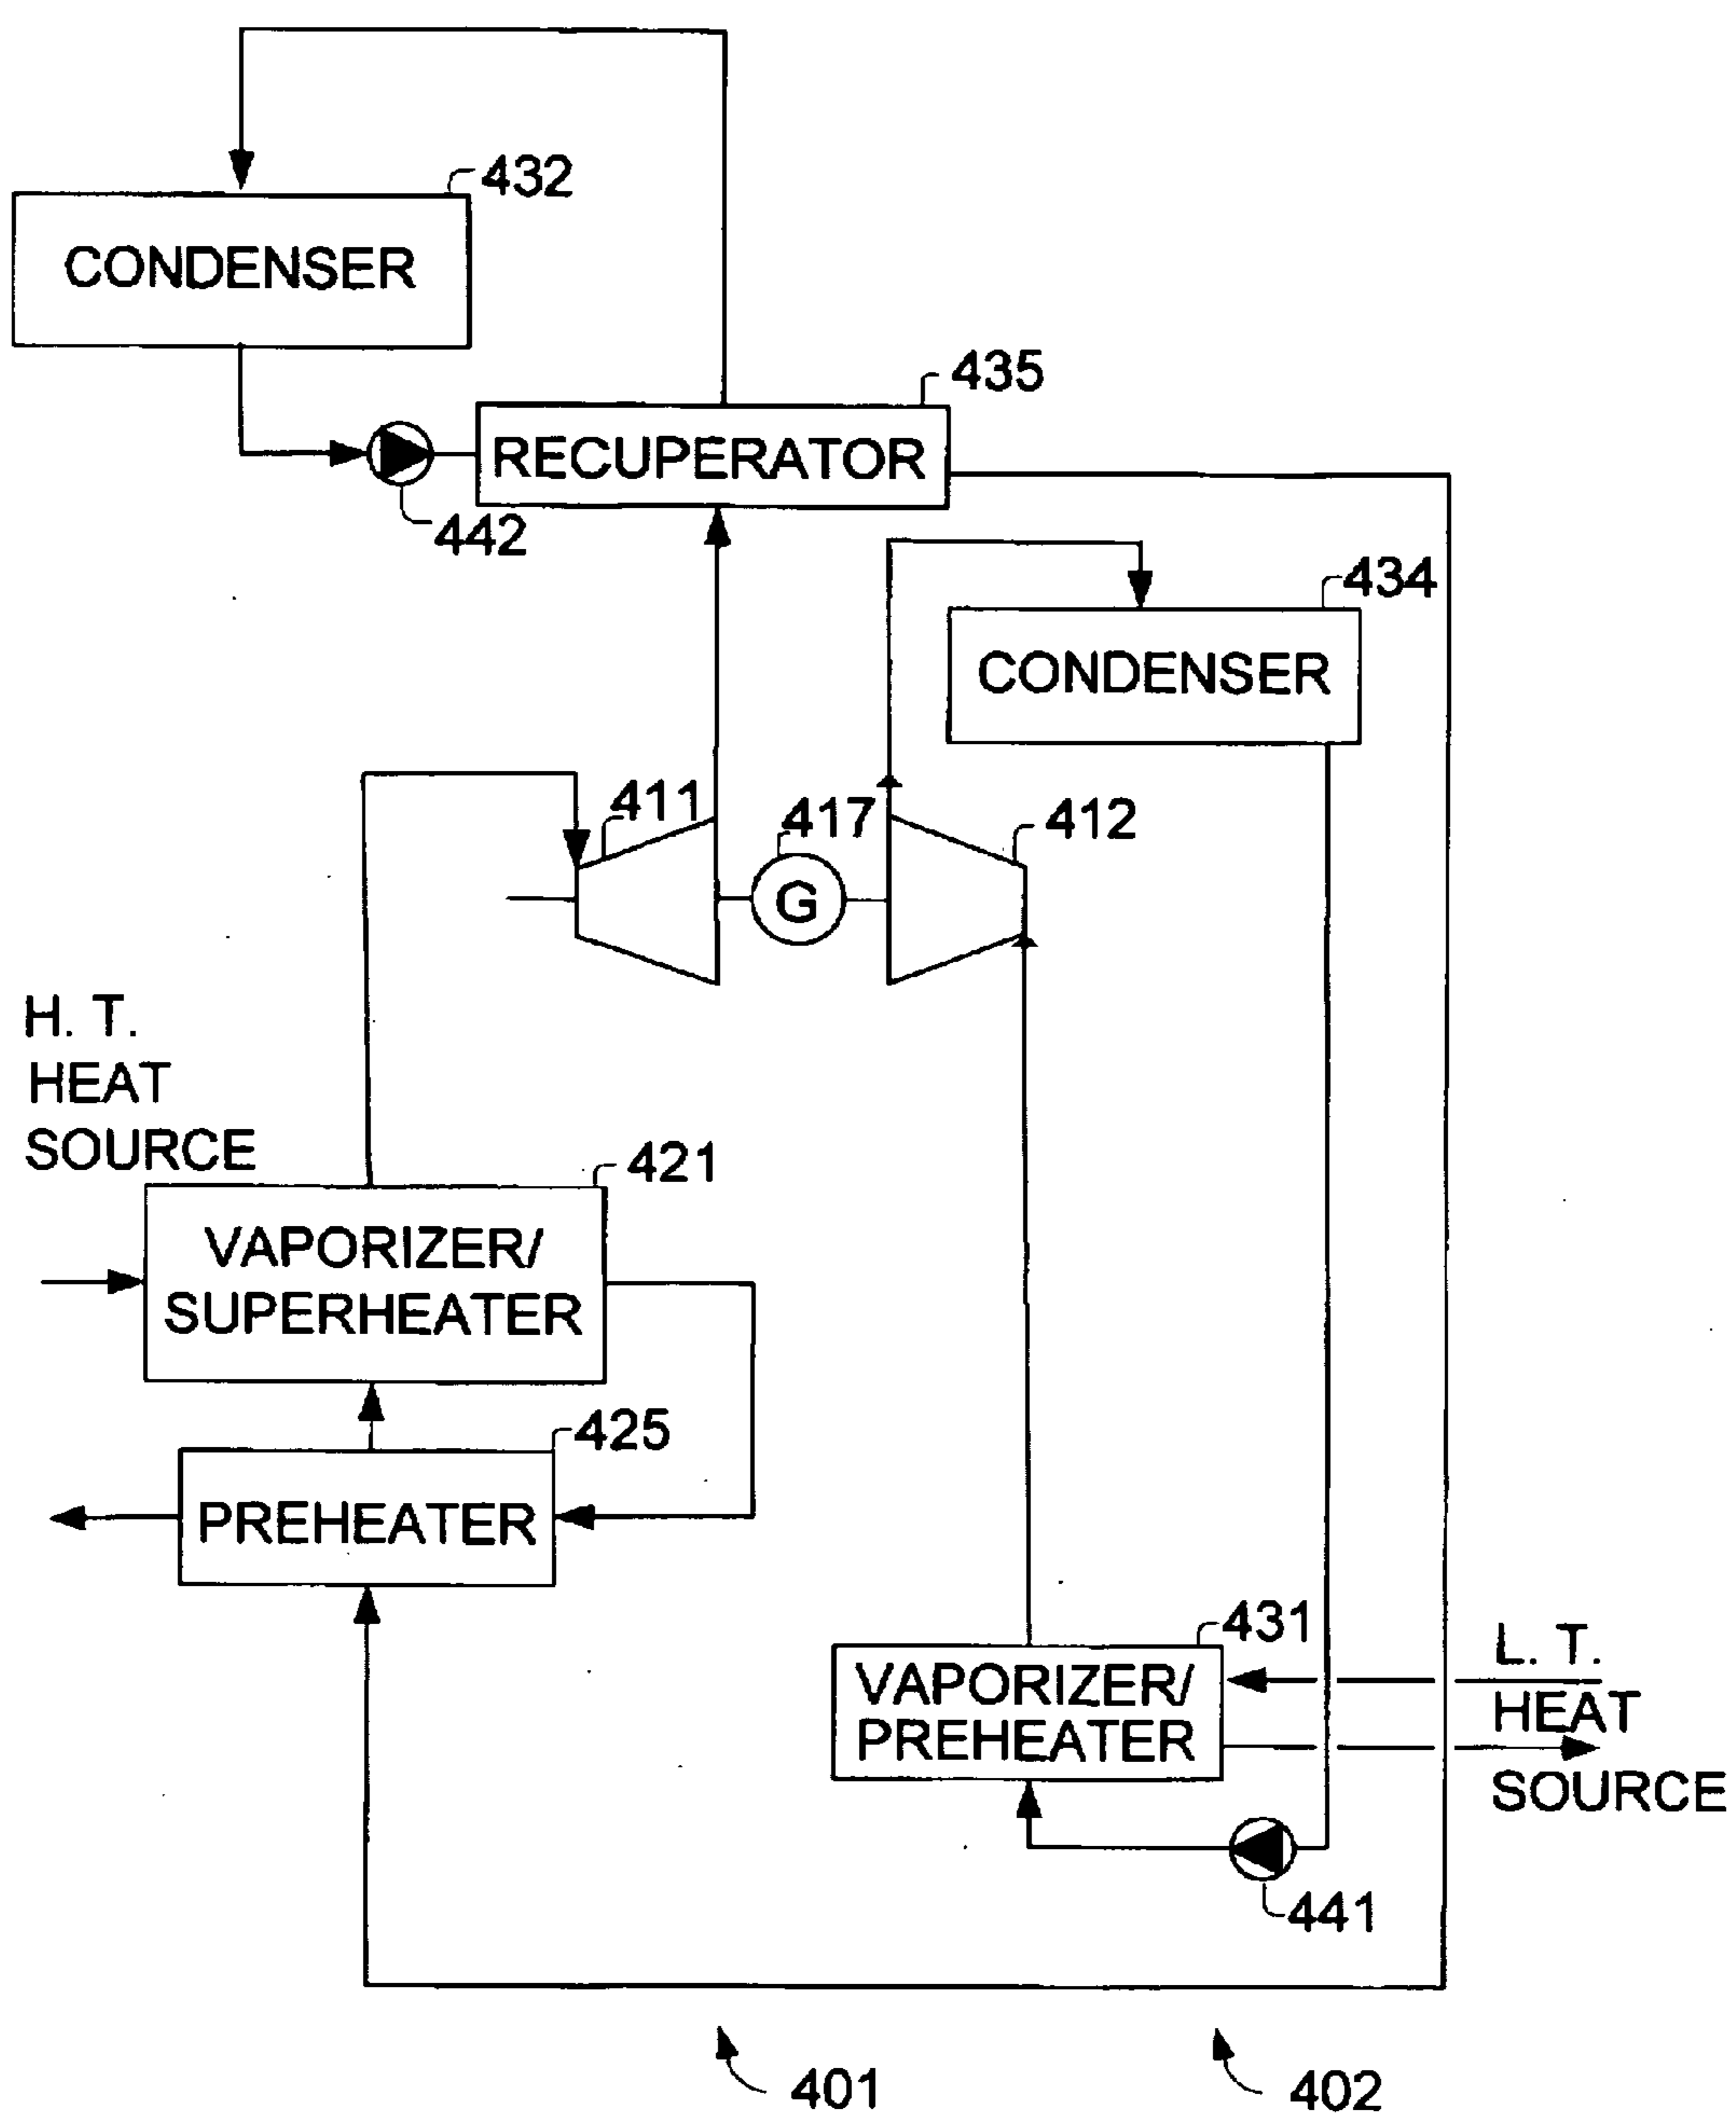 432
CONDENSER
435
RECUPERATOR
442
434
CONDENSER
411
417
412
G
H. T.
HEAT
SOURCE
421
VAPORIZER/
SUPERHEATER
425
PREHEATER
431
VAPORIZER/
PREHEATER
L. T.
HEAT
SOURCE
441
401
402